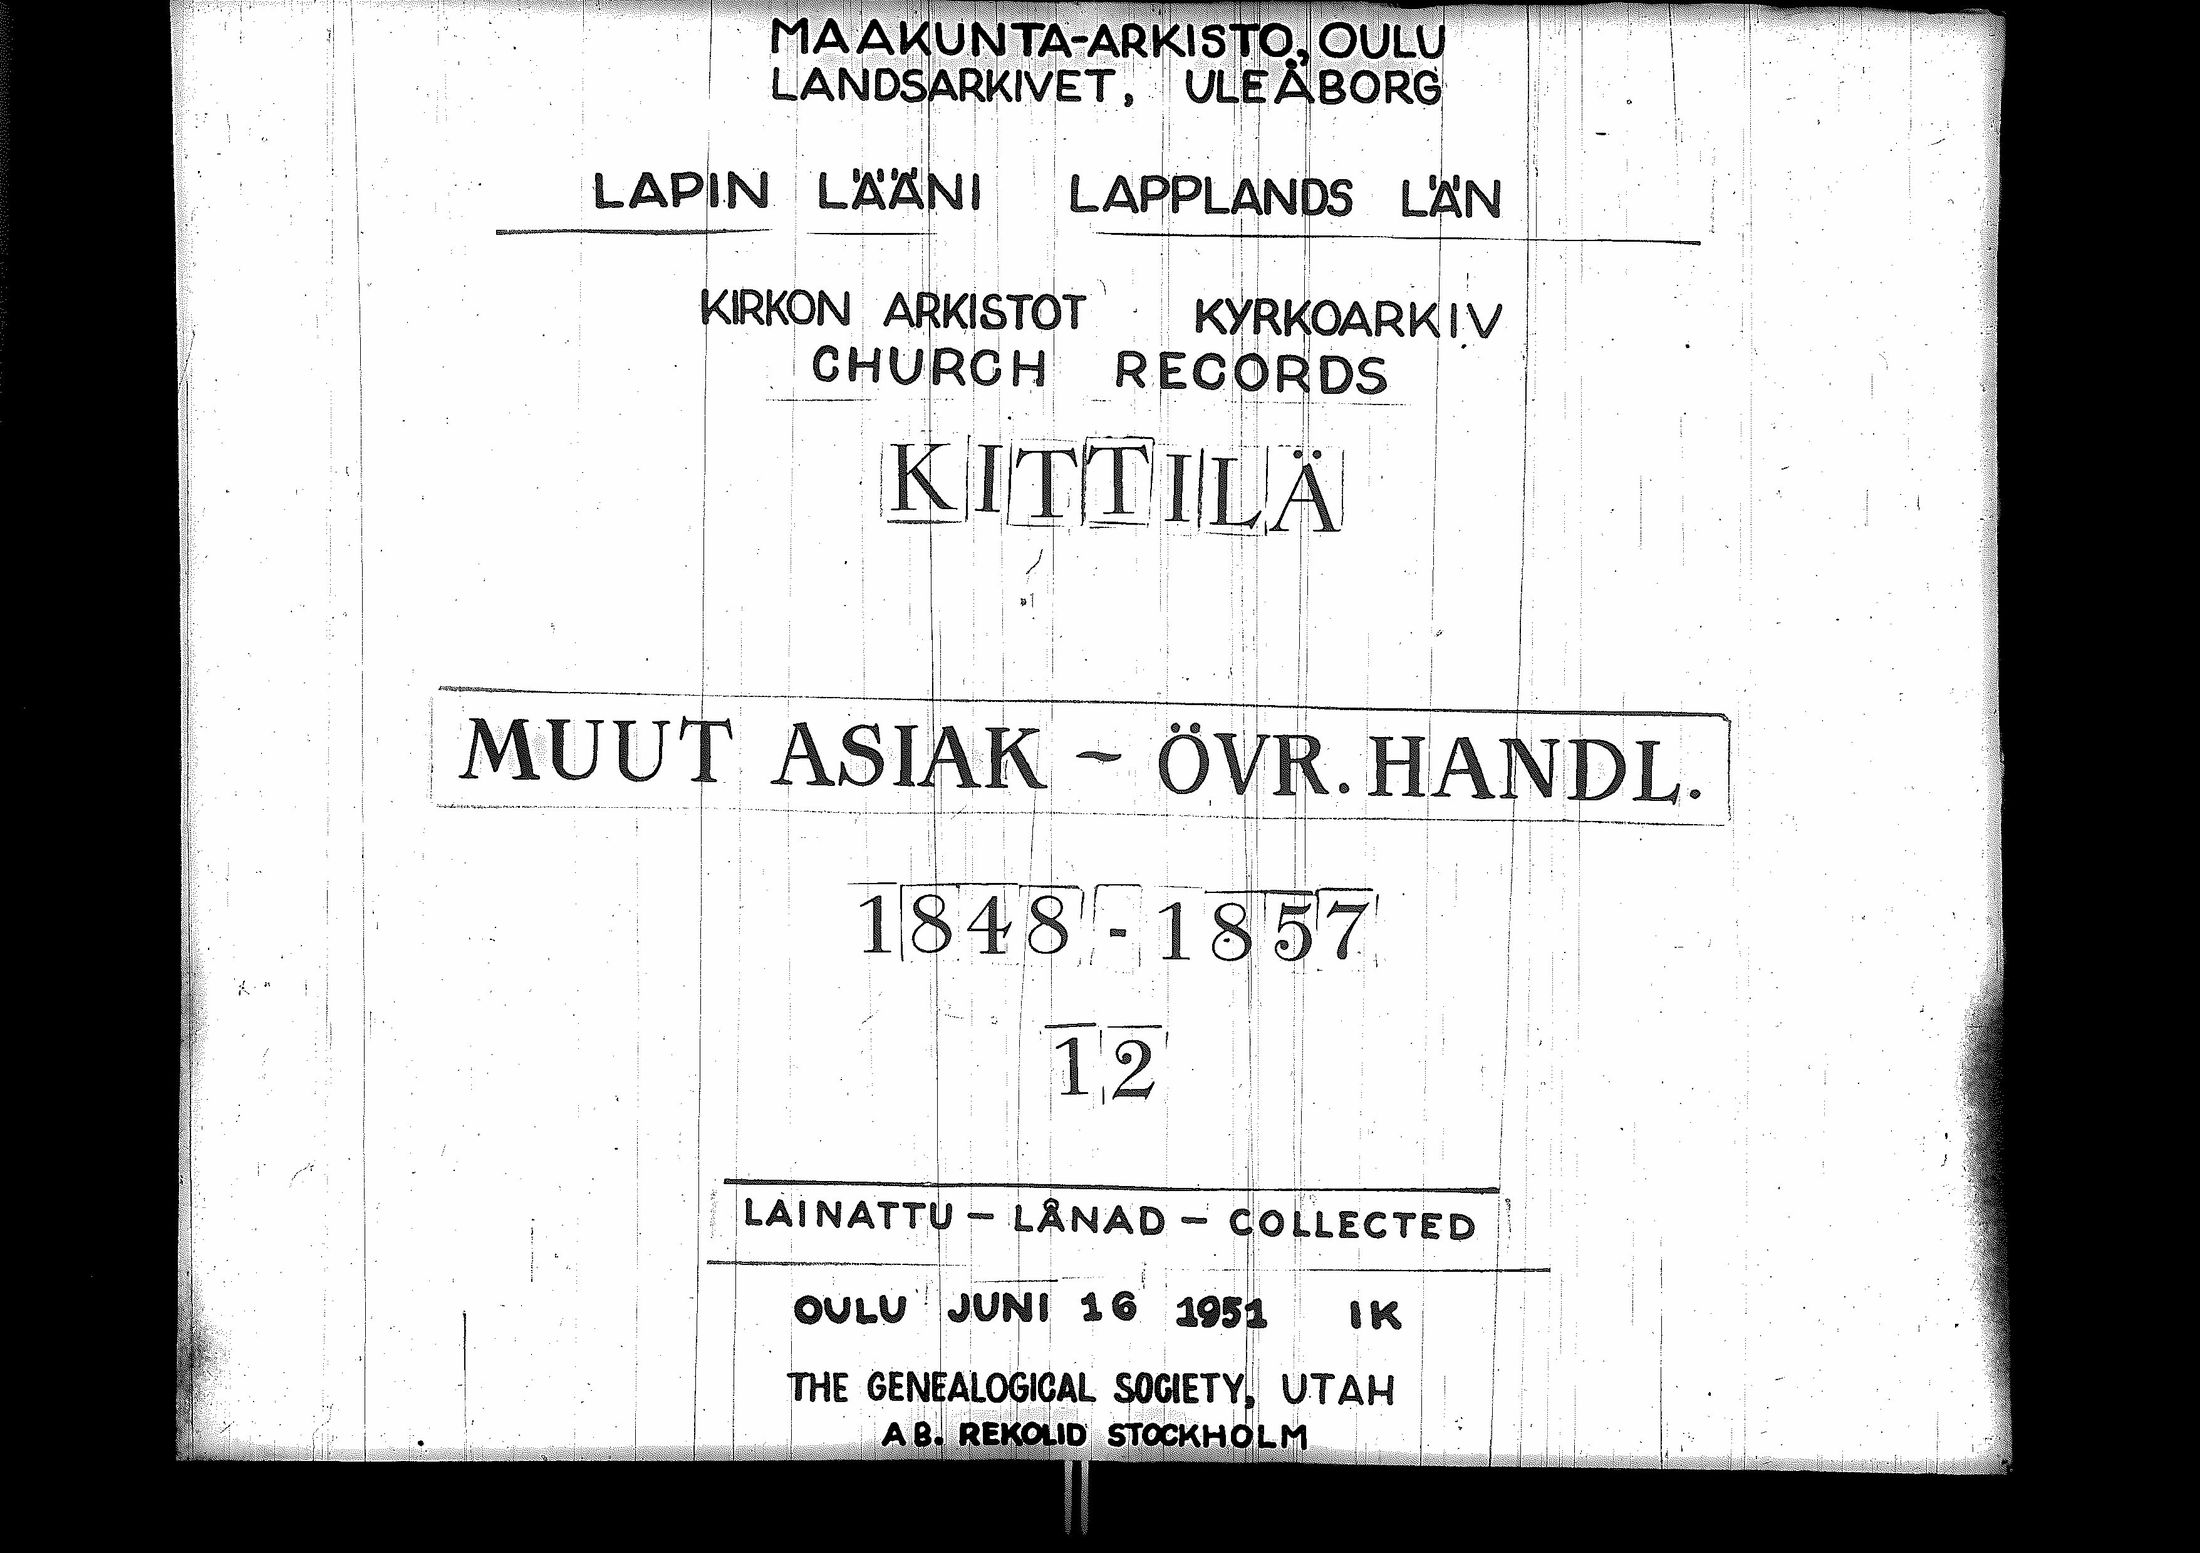 MAAKUNTA-ARKISTO, OULU
LANDSARKIVET, ULEÅBORG
LAPIN LÄÄNI LAPPLANDS LÄN
KIRKON ARKISTOT KYRKOARKIV
CHURCH RECORDS
KITTILÄ
MUUT ASIAK ~ ÖVR. HANDL.
1848 - 1857
12
LAINATTU – LÅNAD – COLLECTED
OULU JUNI 16 1951 IK
THE GENEALOGICAL SOCIETY, UTAH
AB. REKOLID STOCKHOLM